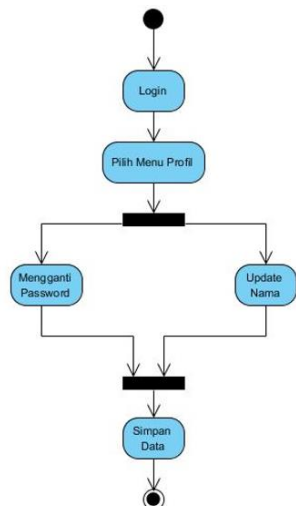 Login
Pilih Menu Profil
Mengganti
Password
Update
Nama
Simpan
Data